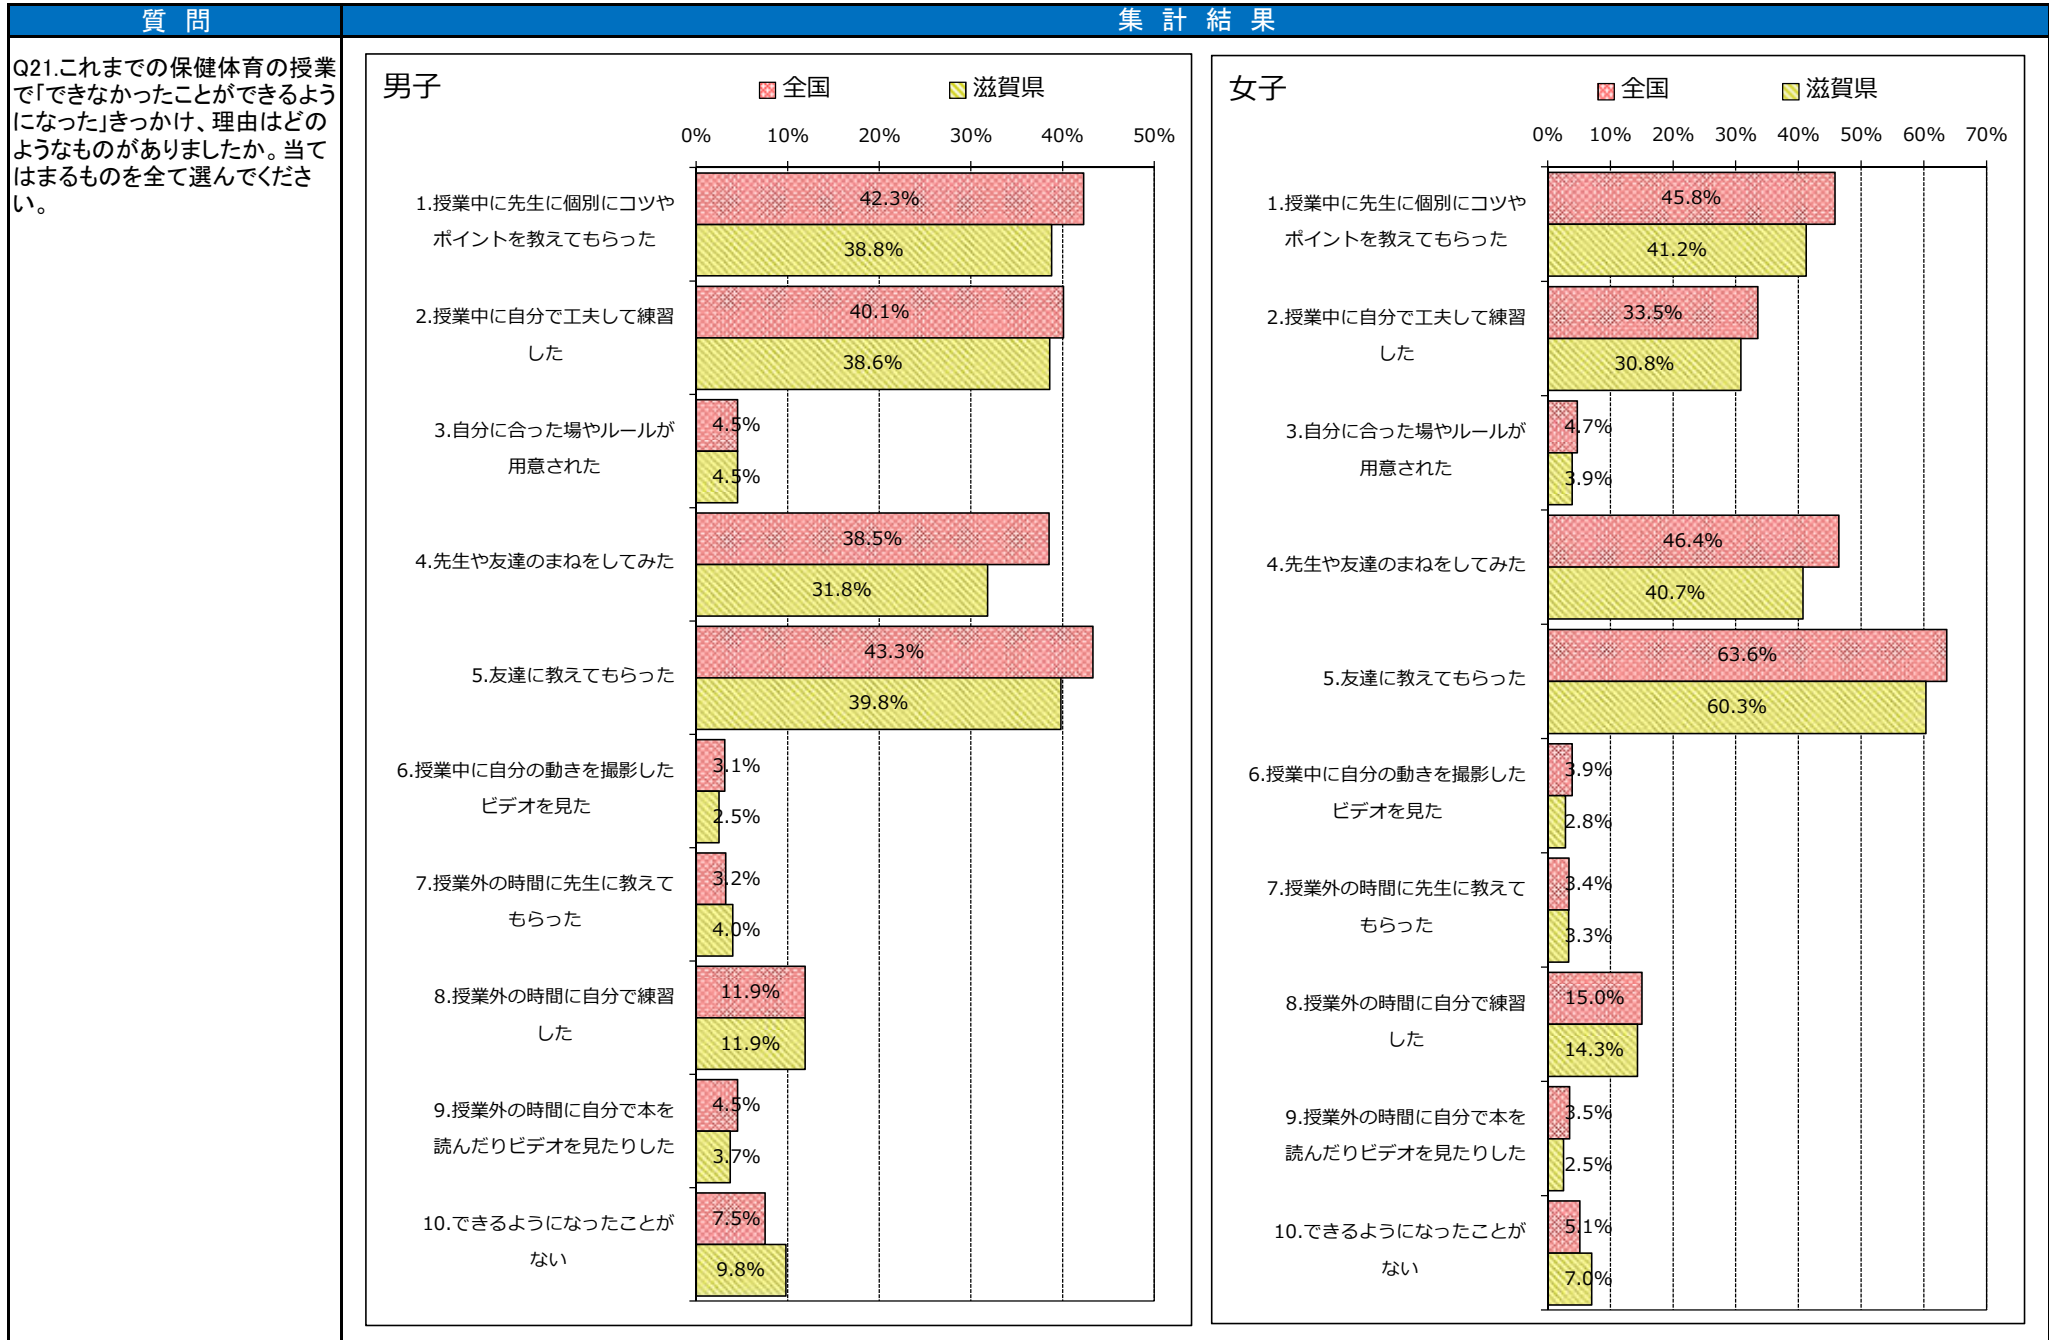 質 問
集 計 結 果
Q21.これまでの保健体育の授業
で「できなかったことができるよう
になった」きっかけ、理由はどの
ようなものがありましたか。当て
はまるものを全て選んでくださ
い。
男子
全国
滋賀県
0% 10% 20% 30% 40% 50%
1.授業中に先生に個別にコツや
ポイントを教えてもらった
42.3%
38.8%
2.授業中に自分で工夫して練習
した
40.1%
38.6%
3.自分に合った場やルールが
用意された
4.5%
4.5%
4.先生や友達のまねをしてみた
38.5%
31.8%
5.友達に教えてもらった
43.3%
39.8%
6.授業中に自分の動きを撮影した
ビデオを見た
3.1%
2.5%
7.授業外の時間に先生に教えて
もらった
3.2%
4.0%
8.授業外の時間に自分で練習
した
11.9%
11.9%
9.授業外の時間に自分で本を
読んだりビデオを見たりした
4.5%
3.7%
10.できるようになったことが
ない
7.5%
9.8%
女子
全国
滋賀県
0% 10% 20% 30% 40% 50% 60% 70%
1.授業中に先生に個別にコツや
ポイントを教えてもらった
45.8%
41.2%
2.授業中に自分で工夫して練習
した
33.5%
30.8%
3.自分に合った場やルールが
用意された
4.7%
3.9%
4.先生や友達のまねをしてみた
46.4%
40.7%
5.友達に教えてもらった
63.6%
60.3%
6.授業中に自分の動きを撮影した
ビデオを見た
3.9%
2.8%
7.授業外の時間に先生に教えて
もらった
3.4%
3.3%
8.授業外の時間に自分で練習
した
15.0%
14.3%
9.授業外の時間に自分で本を
読んだりビデオを見たりした
3.5%
2.5%
10.できるようになったことが
ない
5.1%
7.0%